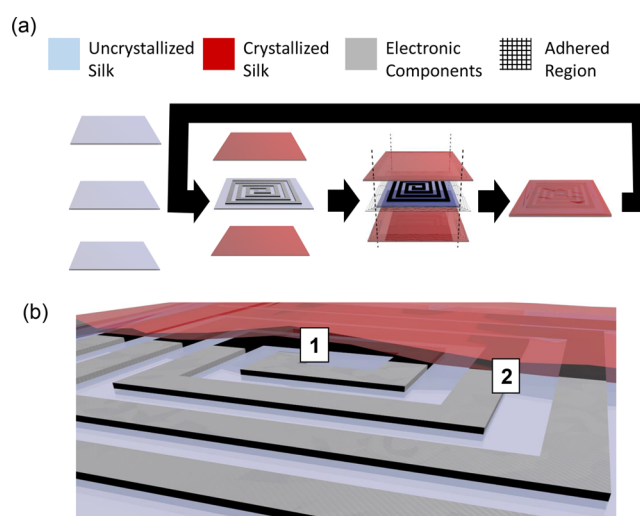 (a)
Uncrystallized
Silk
Crystallized
Silk
Electronic
Components
Adhered
Region
(b)
1
2